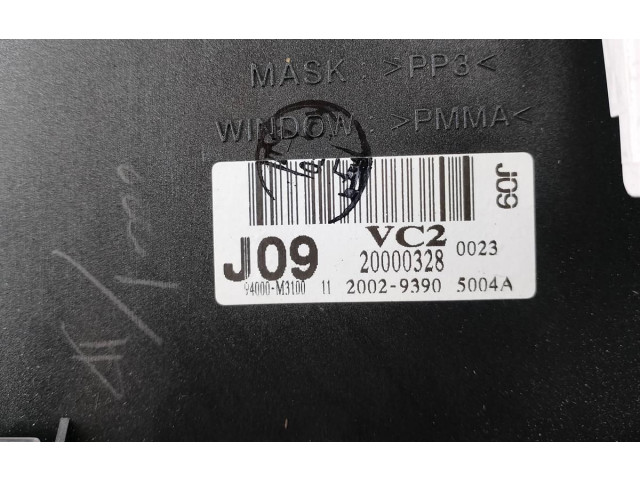 MASK : >PP3<
WINDOW : >PMMA<
J09
VC2
J09 20000328 0023
94000-M3100 11 2002-9390 5004A